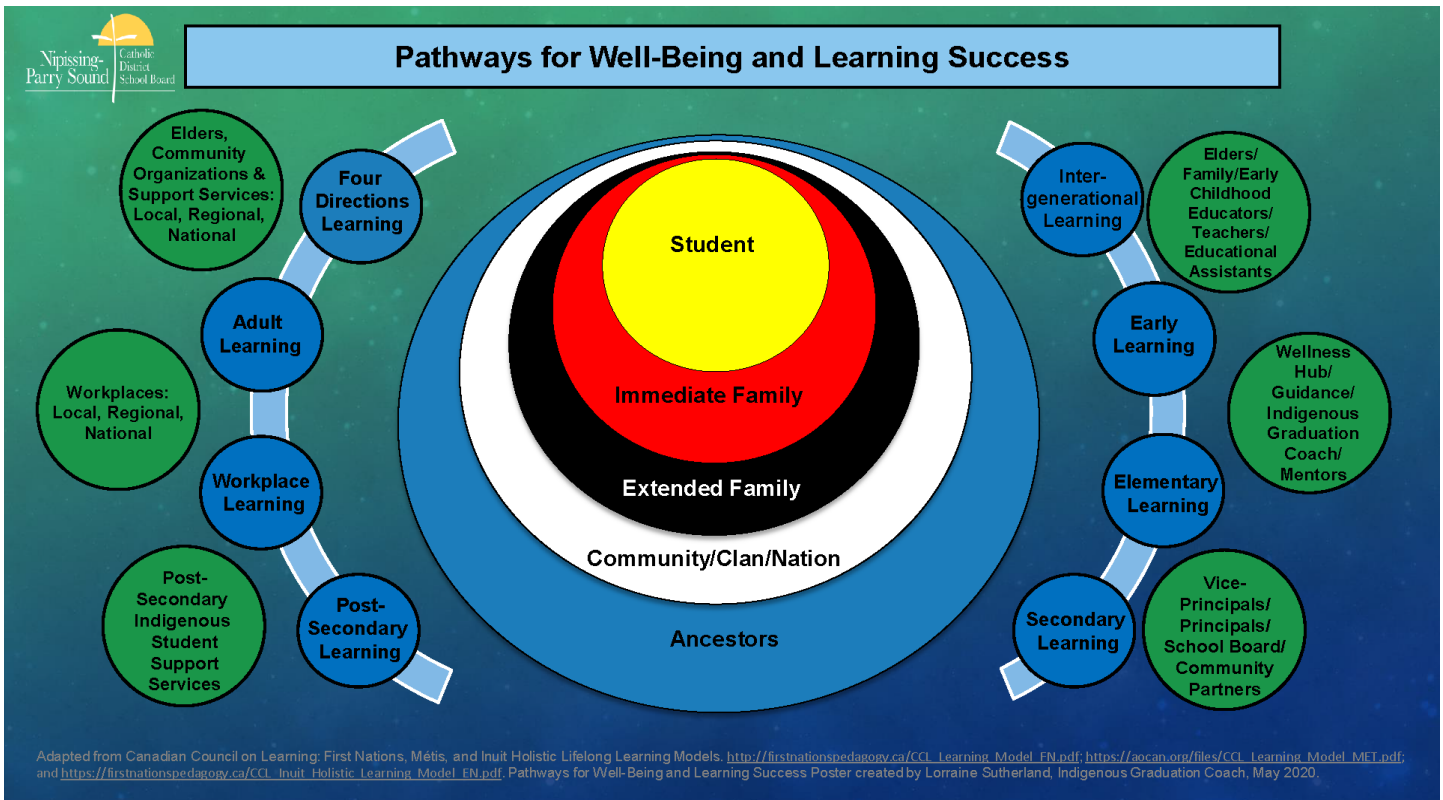 Nipissing-
Parry Sound
Catholic
District
School Board
Pathways for Well-Being and Learning Success
Elders,
Community
Organizations &
Support Services:
Local, Regional,
National
Four
Directions
Learning
Adult
Learning
Workplaces:
Local, Regional,
National
Workplace
Learning
Post-
Secondary
Indigenous
Student
Support
Services
Post-
Secondary
Learning
Student
Immediate Family
Extended Family
Community/Clan/Nation
Ancestors
Inter-
generational
Learning
Elders/
Family/Early
Childhood
Educators/
Teachers/
Educational
Assistants
Early
Learning
Wellness
Hub/
Guidance/
Indigenous
Graduation
Coach/
Mentors
Elementary
Learning
Secondary
Learning
Vice-
Principals/
Principals/
School Board/
Community
Partners
Adapted from Canadian Council on Learning: First Nations, Métis, and Inuit Holistic Lifelong Learning Models. http://firstnationspedagogy.ca/CCL_Learning_Model_FN.pdf; https://aocan.org/files/CCL_Learning_Model_MET.pdf;
and https://firstnationspedagogy.ca/CCL_Inuit_Holistic_Learning_Model_EN.pdf. Pathways for Well-Being and Learning Success Poster created by Lorraine Sutherland, Indigenous Graduation Coach, May 2020.